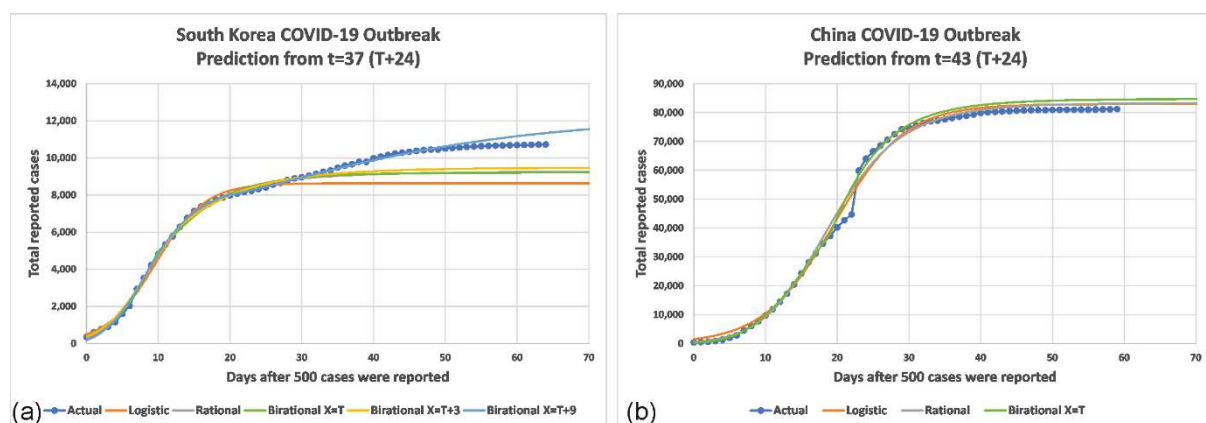 South Korea COVID-19 Outbreak
Prediction from t=37 (T+24)
Total reported cases
14,000
12,000
10,000
8,000
6,000
4,000
2,000
0
0 10 20 30 40 50 60 70
Days after 500 cases were reported
Actual Logistic Rational Birational X=T Birational X=T+3 Birational X=T+9
(a)
China COVID-19 Outbreak
Prediction from t=43 (T+24)
Total reported cases
90,000
80,000
70,000
60,000
50,000
40,000
30,000
20,000
10,000
0
0 10 20 30 40 50 60 70
Days after 500 cases were reported
Actual Logistic Rational Birational X=T
(b)